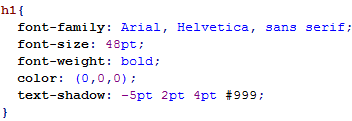 h1{
font-family: Arial, Helvetica, sans serif;
font-size: 48pt;
font-weight: bold;
color: (0,0,0);
text-shadow: -5pt 2pt 4pt #999;
}